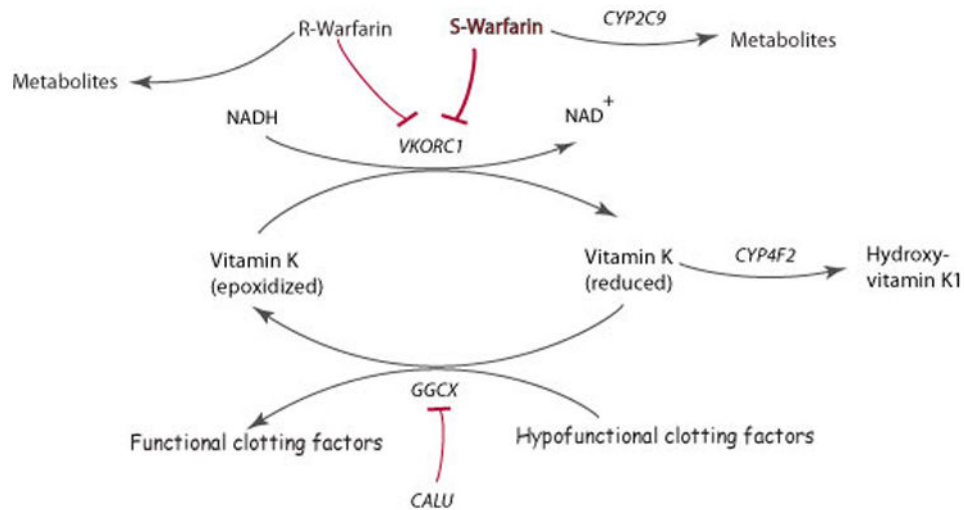 CYP2C9
R-Warfarin
S-Warfarin
Metabolites
Metabolites
NADH
NAD+
VKORC1
Vitamin K
(epoxidized)
Vitamin K
(reduced)
CYP4F2
Hydroxy-
vitamin K1
GGCX
Functional clotting factors
Hypofunctional clotting factors
CALU